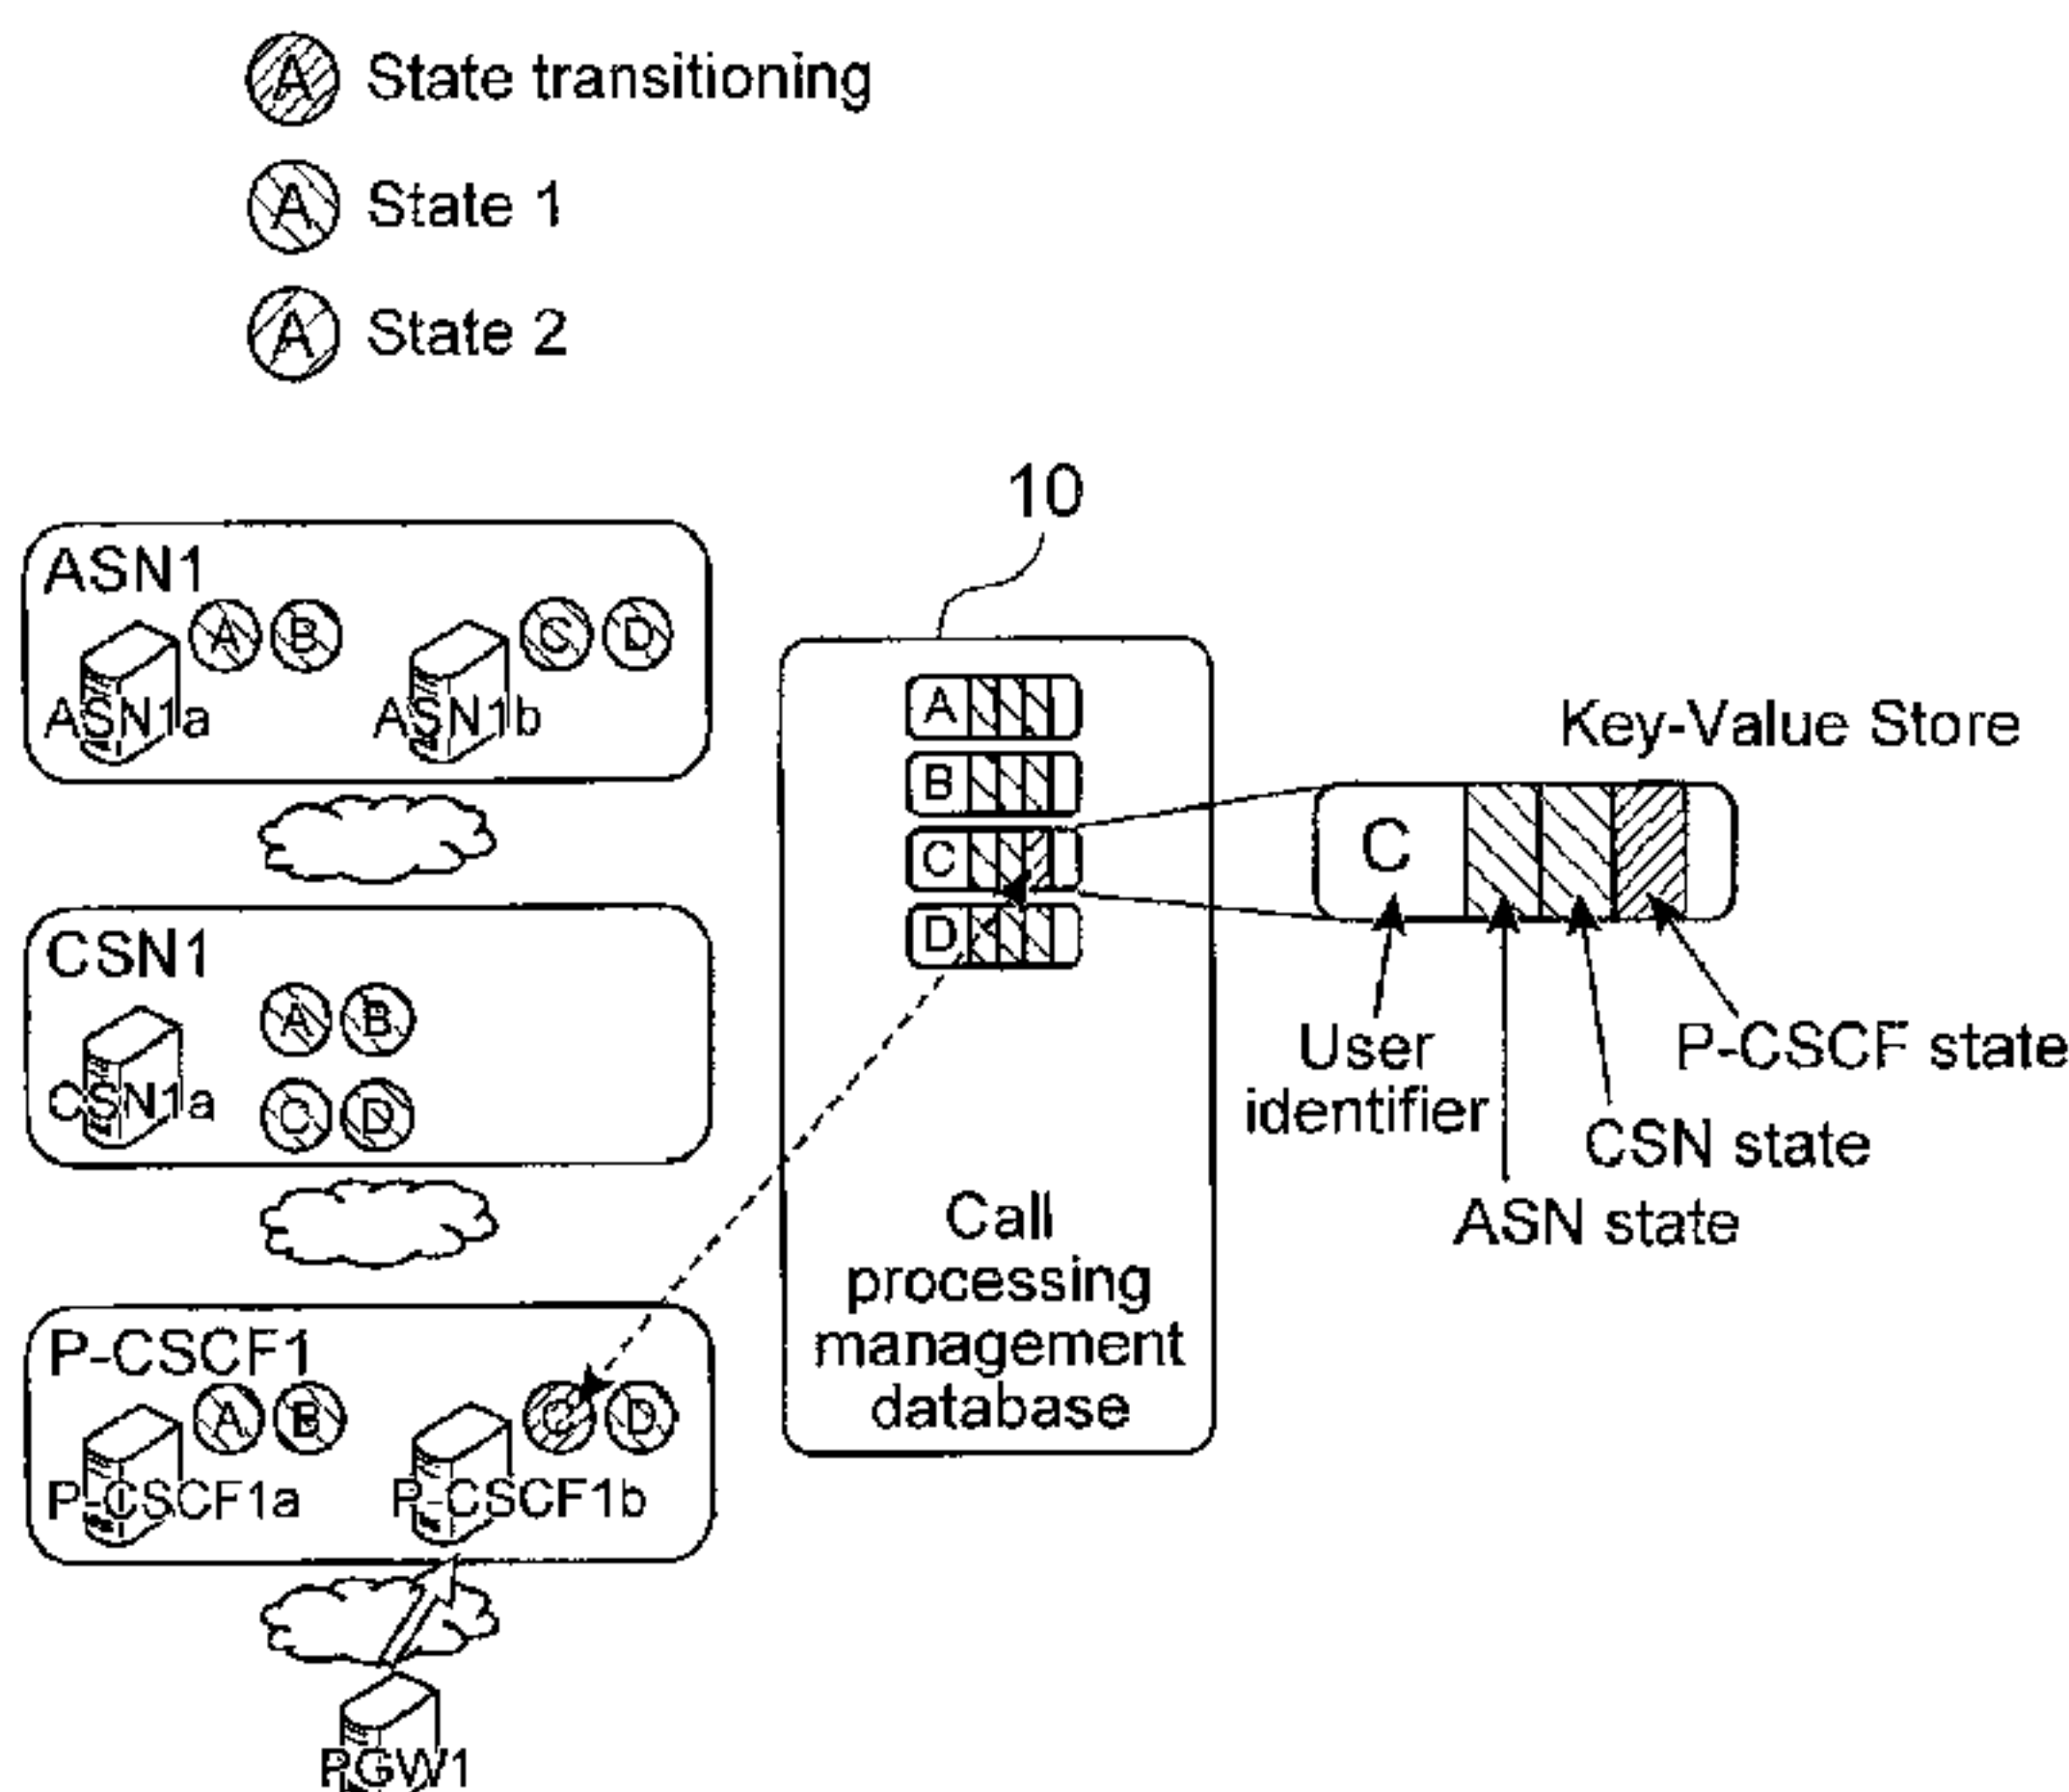 A State transitioning
A State 1
A State 2
10
ASN1
A B C D
ASN1a ASN1b
A
B
C
D
Key-Value Store
C
CSN1
A B
CSN1a
C D
User
identifier
P-CSCF state
CSN state
ASN state
Call
processing
management
database
P-CSCF1
A B C D
P-CSCF1a P-CSCF1b
PGW1